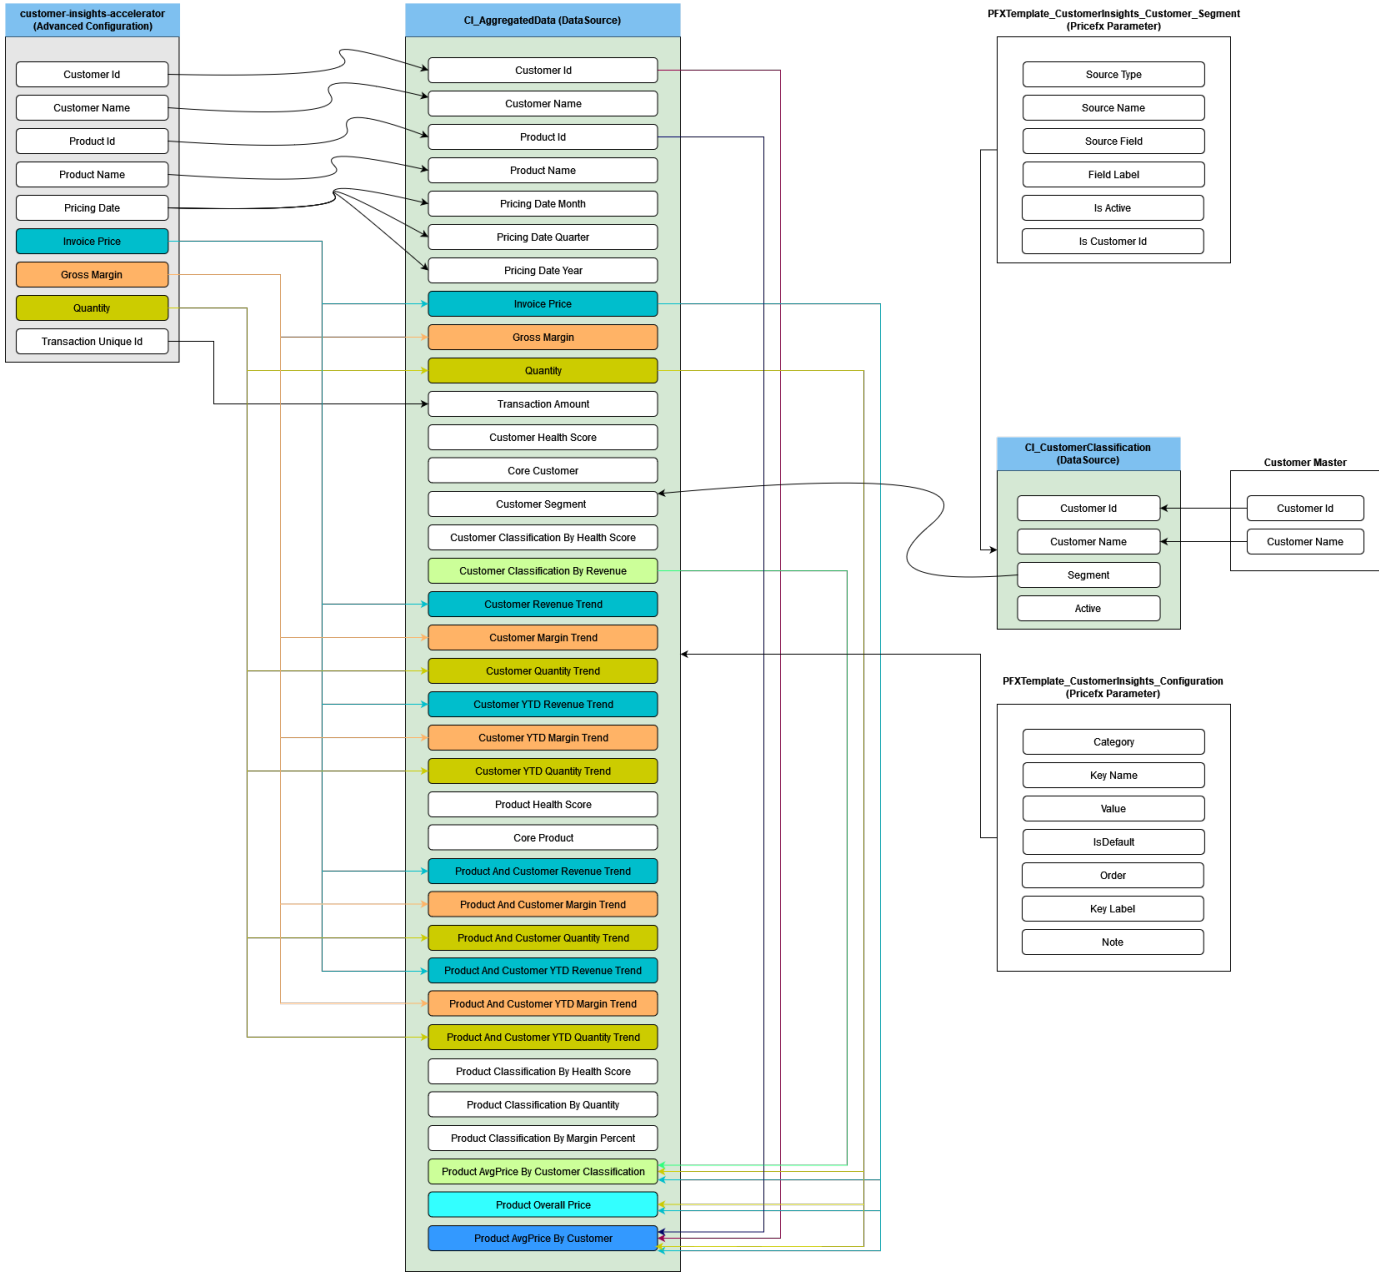 customer-insights-accelerator
(Advanced Configuration)
Customer Id
Customer Name
Product Id
Product Name
Pricing Date
Invoice Price
Gross Margin
Quantity
Transaction Unique Id
CI_AggregatedData (DataSource)
Customer Id
Customer Name
Product Id
Product Name
Pricing Date Month
Pricing Date Quarter
Pricing Date Year
Invoice Price
Gross Margin
Quantity
Transaction Amount
Customer Health Score
Core Customer
Customer Segment
Customer Classification By Health Score
Customer Classification By Revenue
Customer Revenue Trend
Customer Margin Trend
Customer Quantity Trend
Customer YTD Revenue Trend
Customer YTD Margin Trend
Customer YTD Quantity Trend
Product Health Score
Core Product
Product And Customer Revenue Trend
Product And Customer Margin Trend
Product And Customer Quantity Trend
Product And Customer YTD Revenue Trend
Product And Customer YTD Margin Trend
Product And Customer YTD Quantity Trend
Product Classification By Health Score
Product Classification By Quantity
Product Classification By Margin Percent
Product AvgPrice By Customer Classification
Product Overall Price
Product AvgPrice By Customer
PFXTemplate_CustomerInsights_Customer_Segment
(Pricefx Parameter)
Source Type
Source Name
Source Field
Field Label
Is Active
Is Customer Id
CI_CustomerClassification
(DataSource)
Customer Id
Customer Name
Segment
Active
Customer Master
Customer Id
Customer Name
PFXTemplate_CustomerInsights_Configuration
(Pricefx Parameter)
Category
Key Name
Value
IsDefault
Order
Key Label
Note